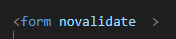 <form novalidate  >